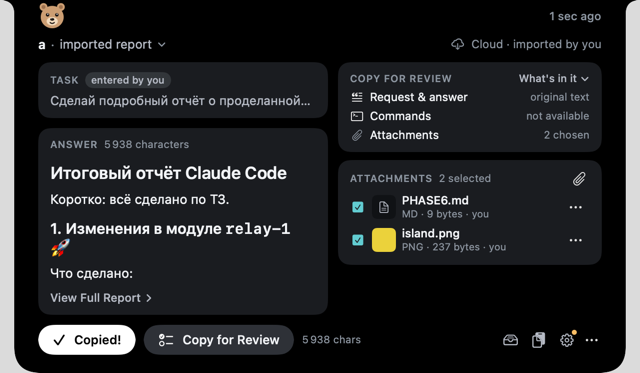 1 sec ago
a · imported report
Cloud · imported by you
TASK entered by you
Сделай подробный отчёт о проделанной...
ANSWER 5 938 characters
Итоговый отчёт Claude Code
Коротко: всё сделано по ТЗ.
1. Изменения в модуле relay-1 🚀
Что сделано:
View Full Report
COPY FOR REVIEW What's in it
Request & answer original text
Commands not available
Attachments 2 chosen
ATTACHMENTS 2 selected
PHASE6.md
MD · 9 bytes · you
island.png
PNG · 237 bytes · you
Copied!
Copy for Review
5 938 chars